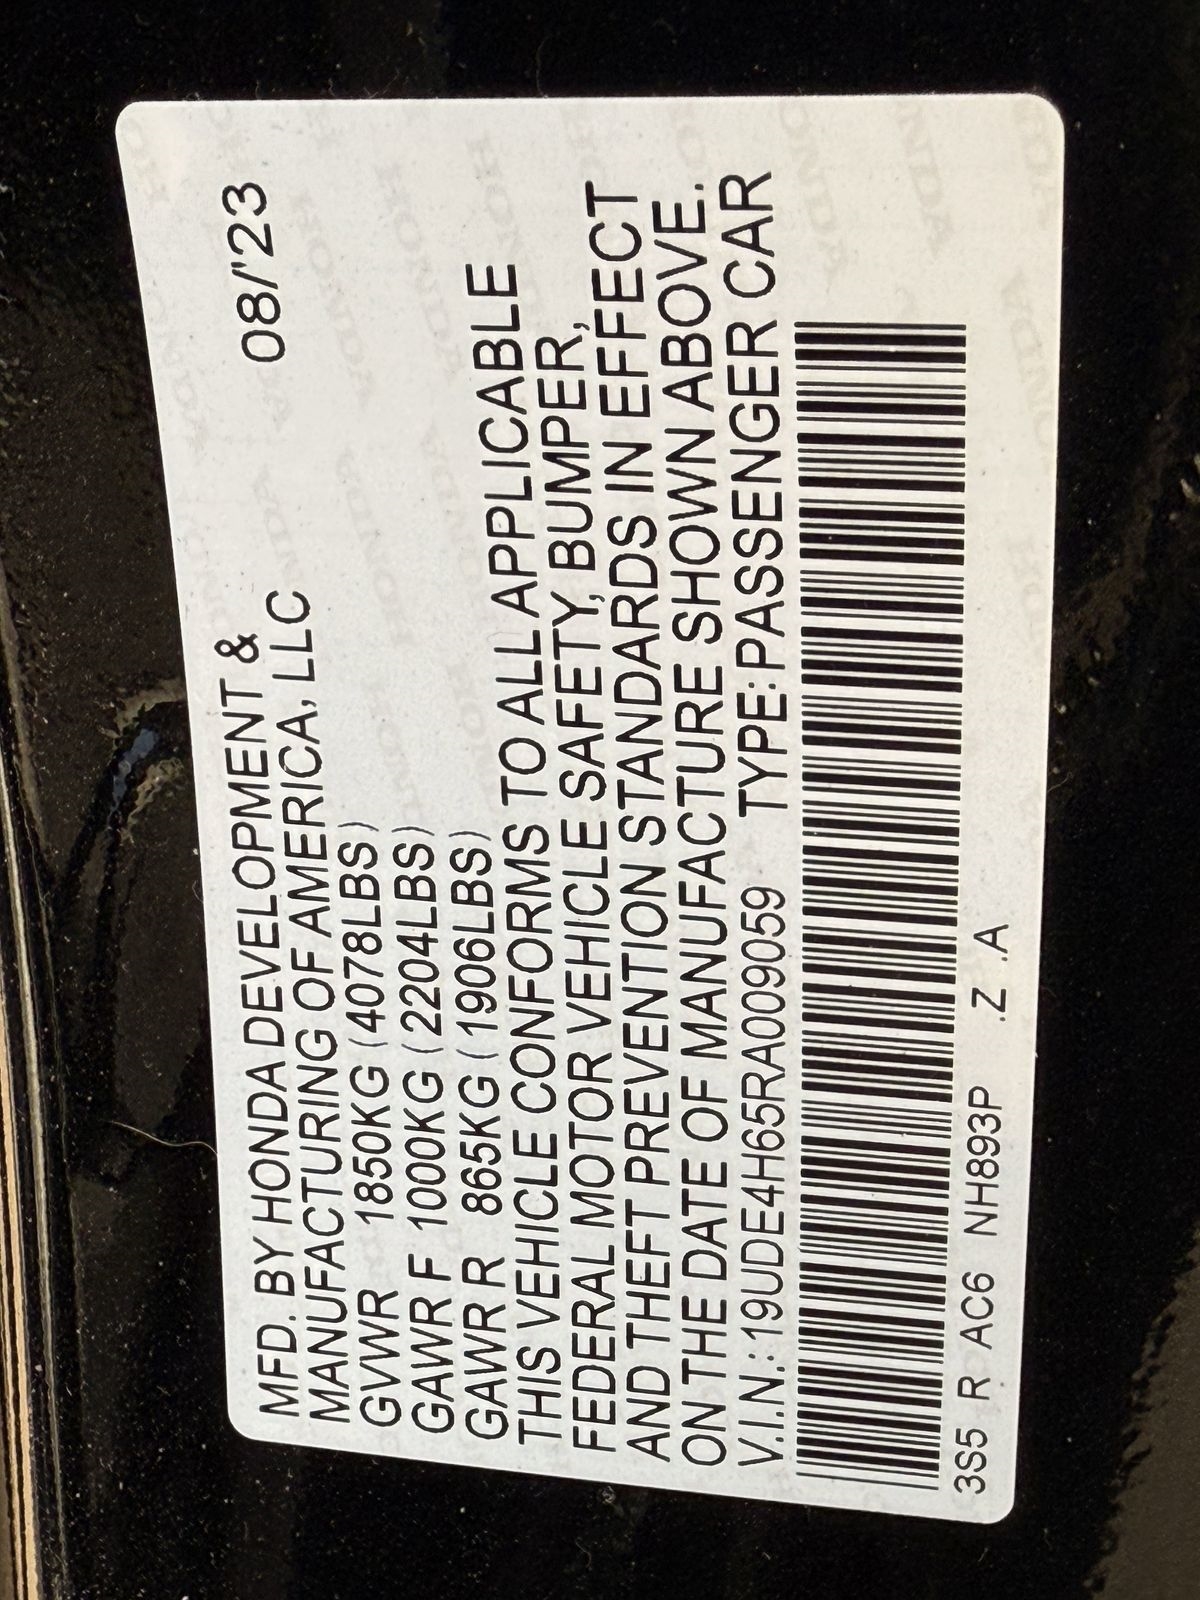 MFD. BY HONDA DEVELOPMENT & 08/'23
MANUFACTURING OF AMERICA, LLC
GVWR 1850KG (4078LBS)
GAWR F 1000KG (2204LBS)
GAWR R 865KG (1906LBS)
THIS VEHICLE CONFORMS TO ALL APPLICABLE
FEDERAL MOTOR VEHICLE SAFETY, BUMPER,
AND THEFT PREVENTION STANDARDS IN EFFECT
ON THE DATE OF MANUFACTURE SHOWN ABOVE.
V.I.N.: 19UDE4H65RA009059 TYPE: PASSENGER CAR
3S5 R AC6 NH893P .Z .A